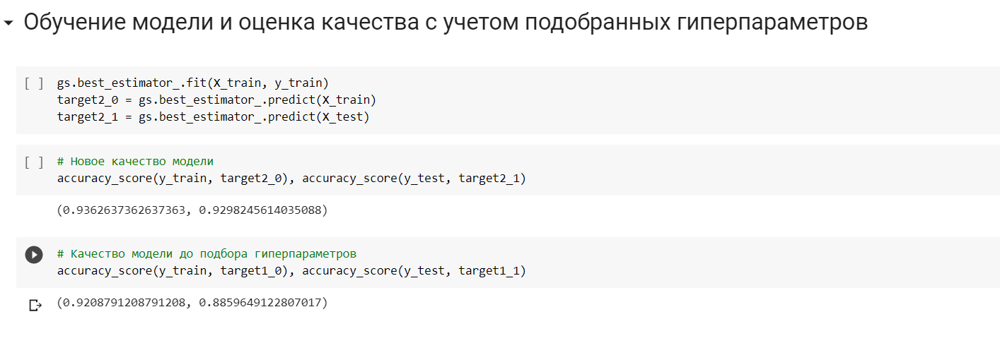 Обучение модели и оценка качества с учетом подобранных гиперпараметров
[ ] gs.best_estimator_.fit(X_train, y_train)
target2_0 = gs.best_estimator_.predict(X_train)
target2_1 = gs.best_estimator_.predict(X_test)
[ ] # Новое качество модели
accuracy_score(y_train, target2_0), accuracy_score(y_test, target2_1)
(0.9362637362637363, 0.9298245614035088)
# Качество модели до подбора гиперпараметров
accuracy_score(y_train, target1_0), accuracy_score(y_test, target1_1)
(0.9208791208791208, 0.8859649122807017)